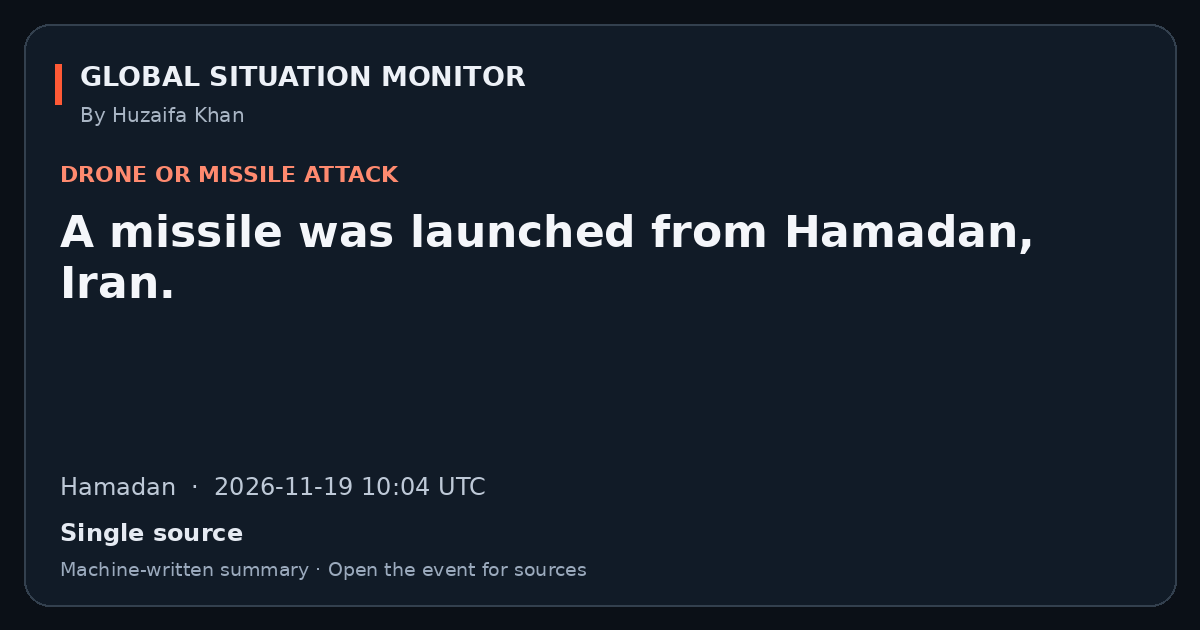 GLOBAL SITUATION MONITOR
By Huzaifa Khan
DRONE OR MISSILE ATTACK
A missile was launched from Hamadan,
Iran.
Hamadan · 2026-11-19 10:04 UTC
Single source
Machine-written summary · Open the event for sources